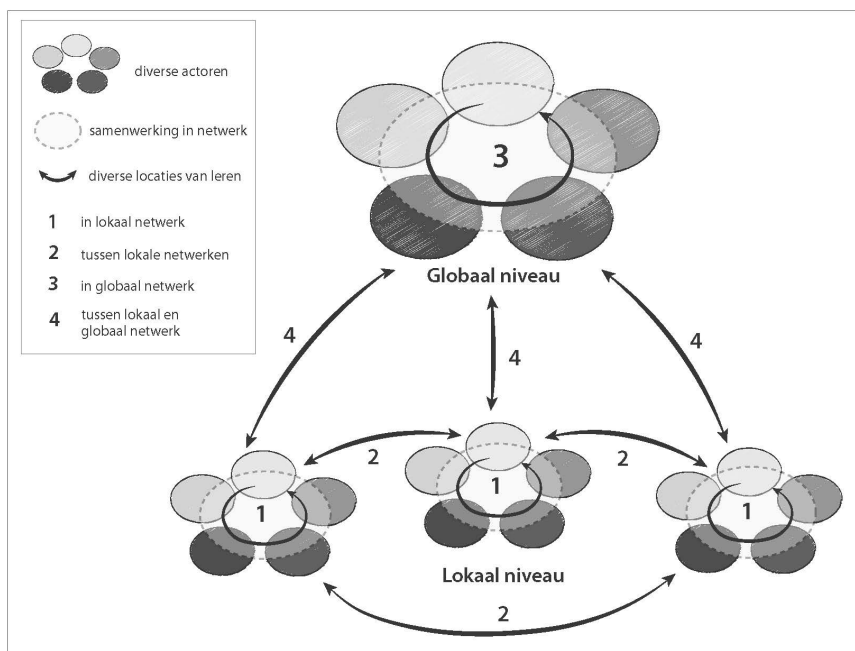 diverse actoren
samenwerking in netwerk
diverse locaties van leren
1 in lokaal netwerk
2 tussen lokale netwerken
3 in globaal netwerk
4 tussen lokaal en
globaal netwerk
3
Globaal niveau
4
4
4
2
2
1
1
1
Lokaal niveau
2